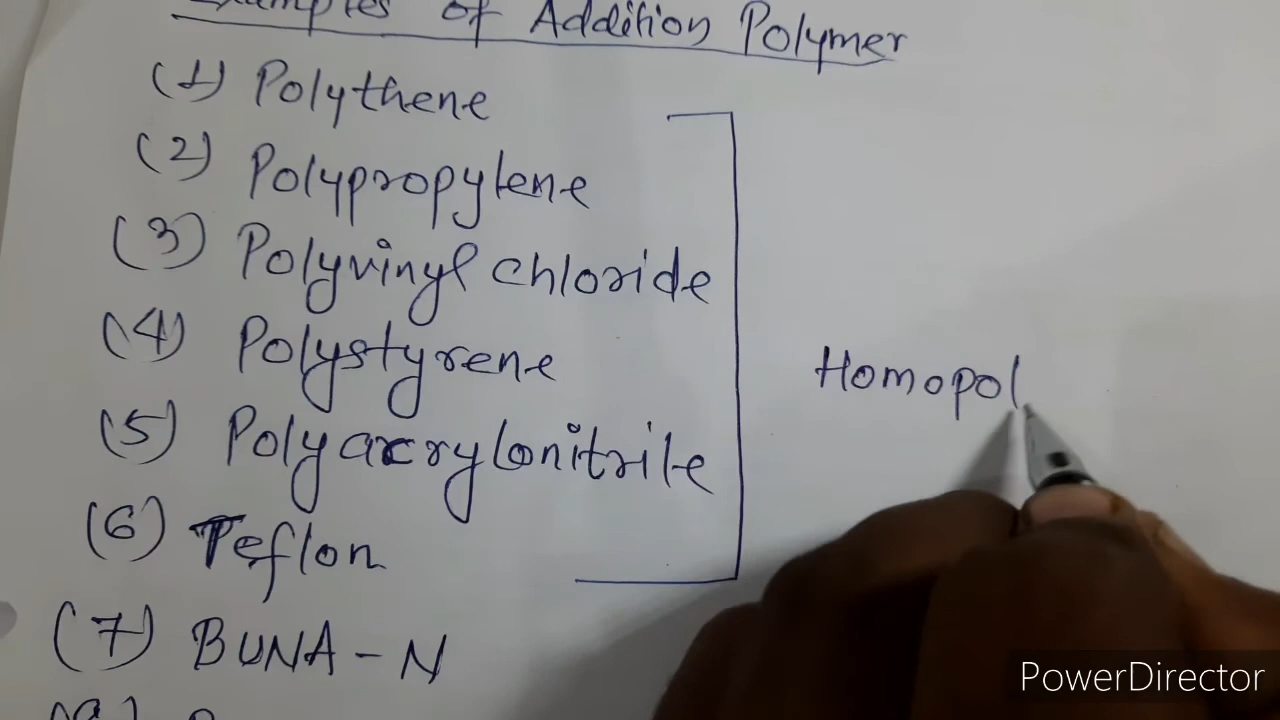 Examples of Addition Polymer
(1) Polythene
(2) Polypropylene
(3) Polyvinyl chloride
(4) Polystyrene
(5) Polyacrylonitrile
(6) Teflon
(7) BUNA-N
Homopol
PowerDirector